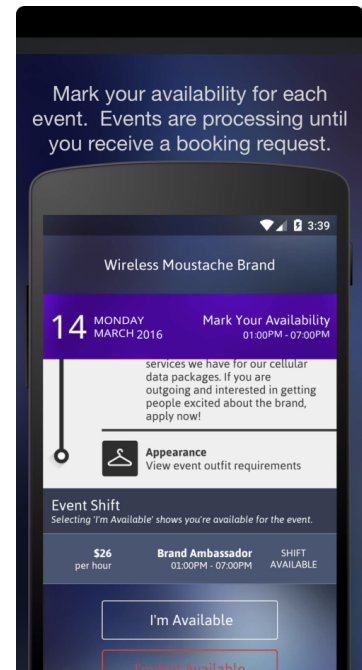 Mark your availability for each
event.  Events are processing until
you receive a booking request.
3:39
Wireless Moustache Brand
14 MONDAY MARCH 2016
Mark Your Availability
01:00PM - 07:00PM
services we have for our cellular
data packages. If you are
outgoing and interested in getting
people excited about the brand,
apply now!
Appearance
View event outfit requirements
Event Shift
Selecting 'I'm Available' shows you're available for the event.
$26
per hour
Brand Ambassador
01:00PM - 07:00PM
SHIFT
AVAILABLE
I'm Available
I'm Not Available